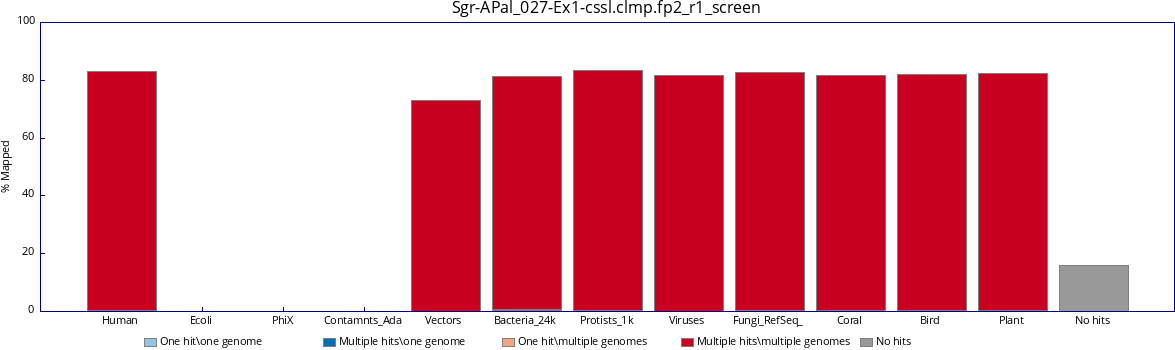 Sgr-APal_027-Ex1-cssl.clmp.fp2_r1_screen
% Mapped
100
80
60
40
20
0
Human Ecoli PhiX Contamnts_Ada Vectors Bacteria_24k Protists_1k Viruses Fungi_RefSeq_ Coral Bird Plant No hits
One hit\one genome Multiple hits\one genome One hit\multiple genomes Multiple hits\multiple genomes No hits